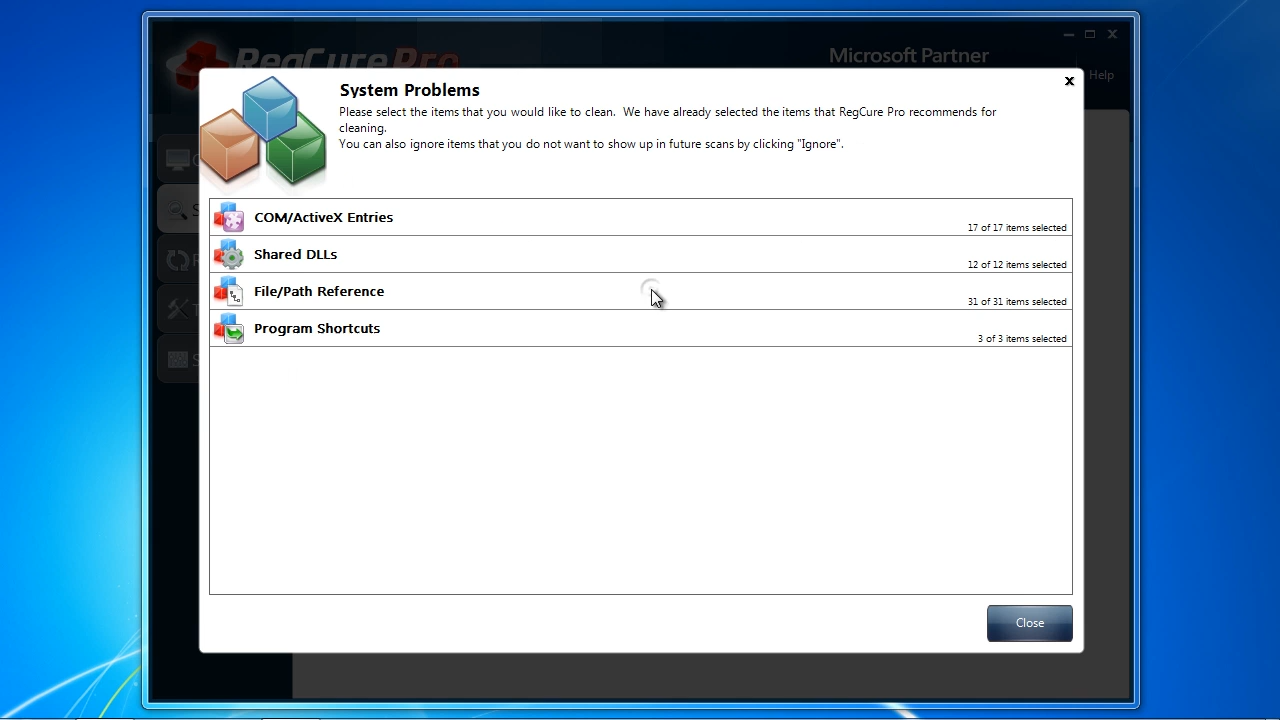 RegCure Pro
Microsoft Partner
Help
System Problems
Please select the items that you would like to clean.  We have already selected the items that RegCure Pro recommends for
cleaning.
You can also ignore items that you do not want to show up in future scans by clicking "Ignore".
COM/ActiveX Entries
17 of 17 items selected
Shared DLLs
12 of 12 items selected
File/Path Reference
31 of 31 items selected
Program Shortcuts
3 of 3 items selected
Close